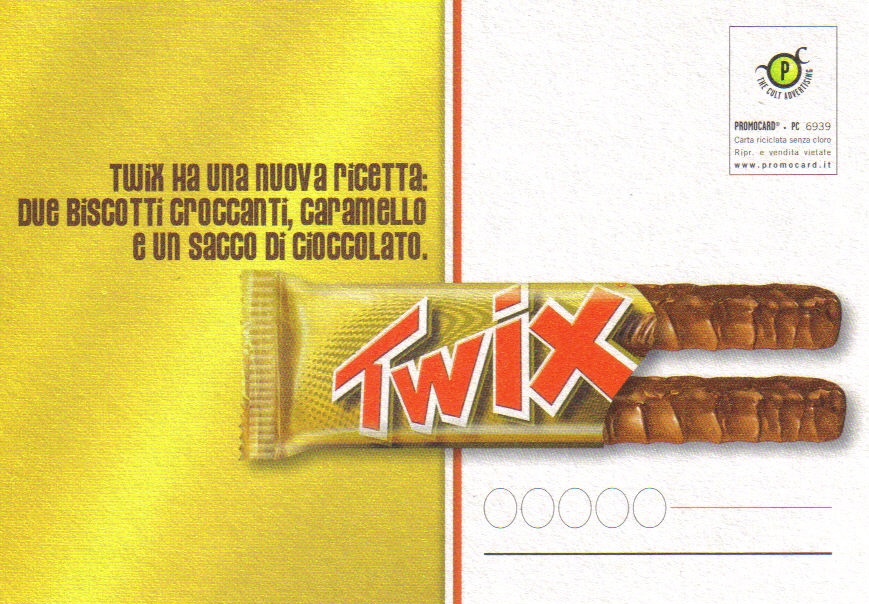 Twix ha una nuova ricetta:
due biscotti croccanti, caramello
e un sacco di cioccolato.
Twix
P
THE CULT ADVERTISING
PROMOCARD® • PC 6939
Carta riciclata senza cloro
Ripr. e vendita vietate
www.promocard.it